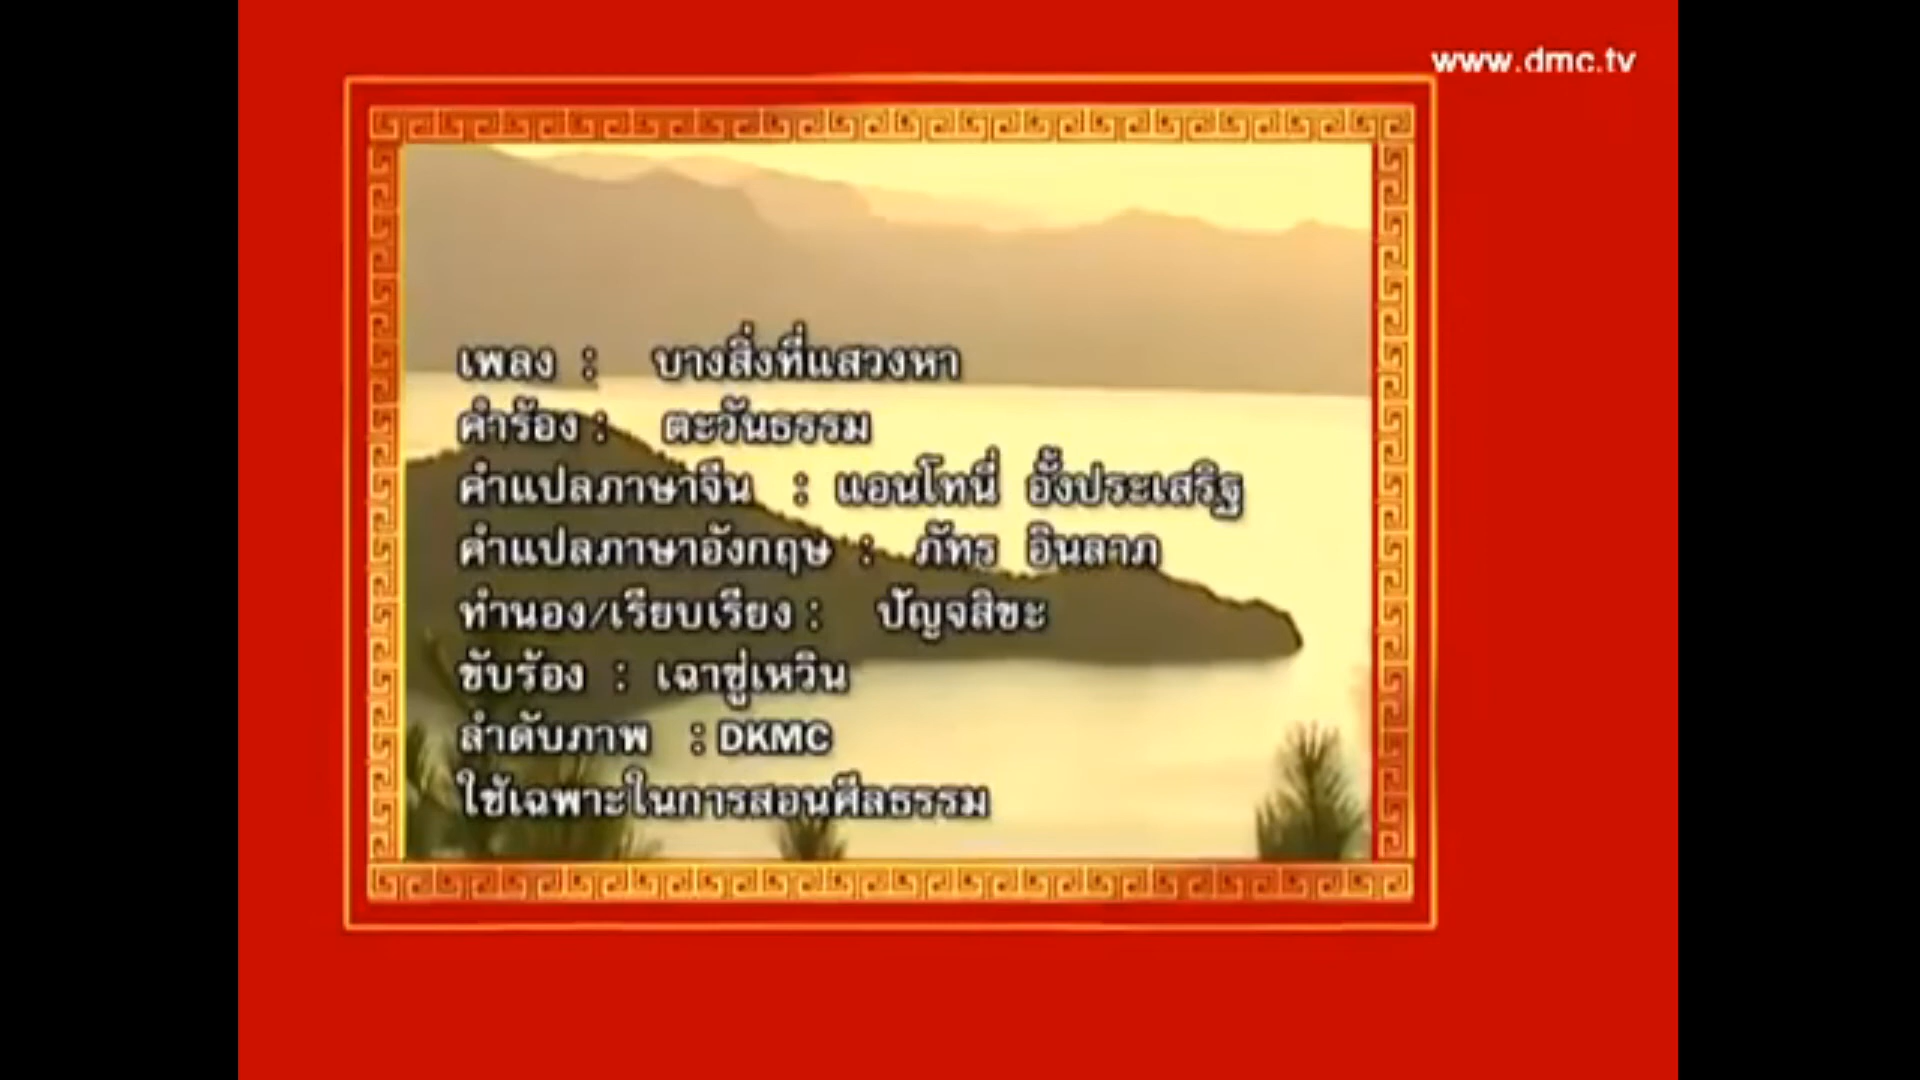 www.dmc.tv
เพลง : บางสิ่งที่แสวงหา
คำร้อง : ตะวันธรรม
คำแปลภาษาจีน : แอนโทนี่ อั้งประเสริฐ
คำแปลภาษาอังกฤษ : ภัทร อินลาภ
ทำนอง/เรียบเรียง : ปัญจสิขะ
ขับร้อง : เฉาซู่เหวิน
ลำดับภาพ : DKMC
ใช้เฉพาะในการสอนศีลธรรม